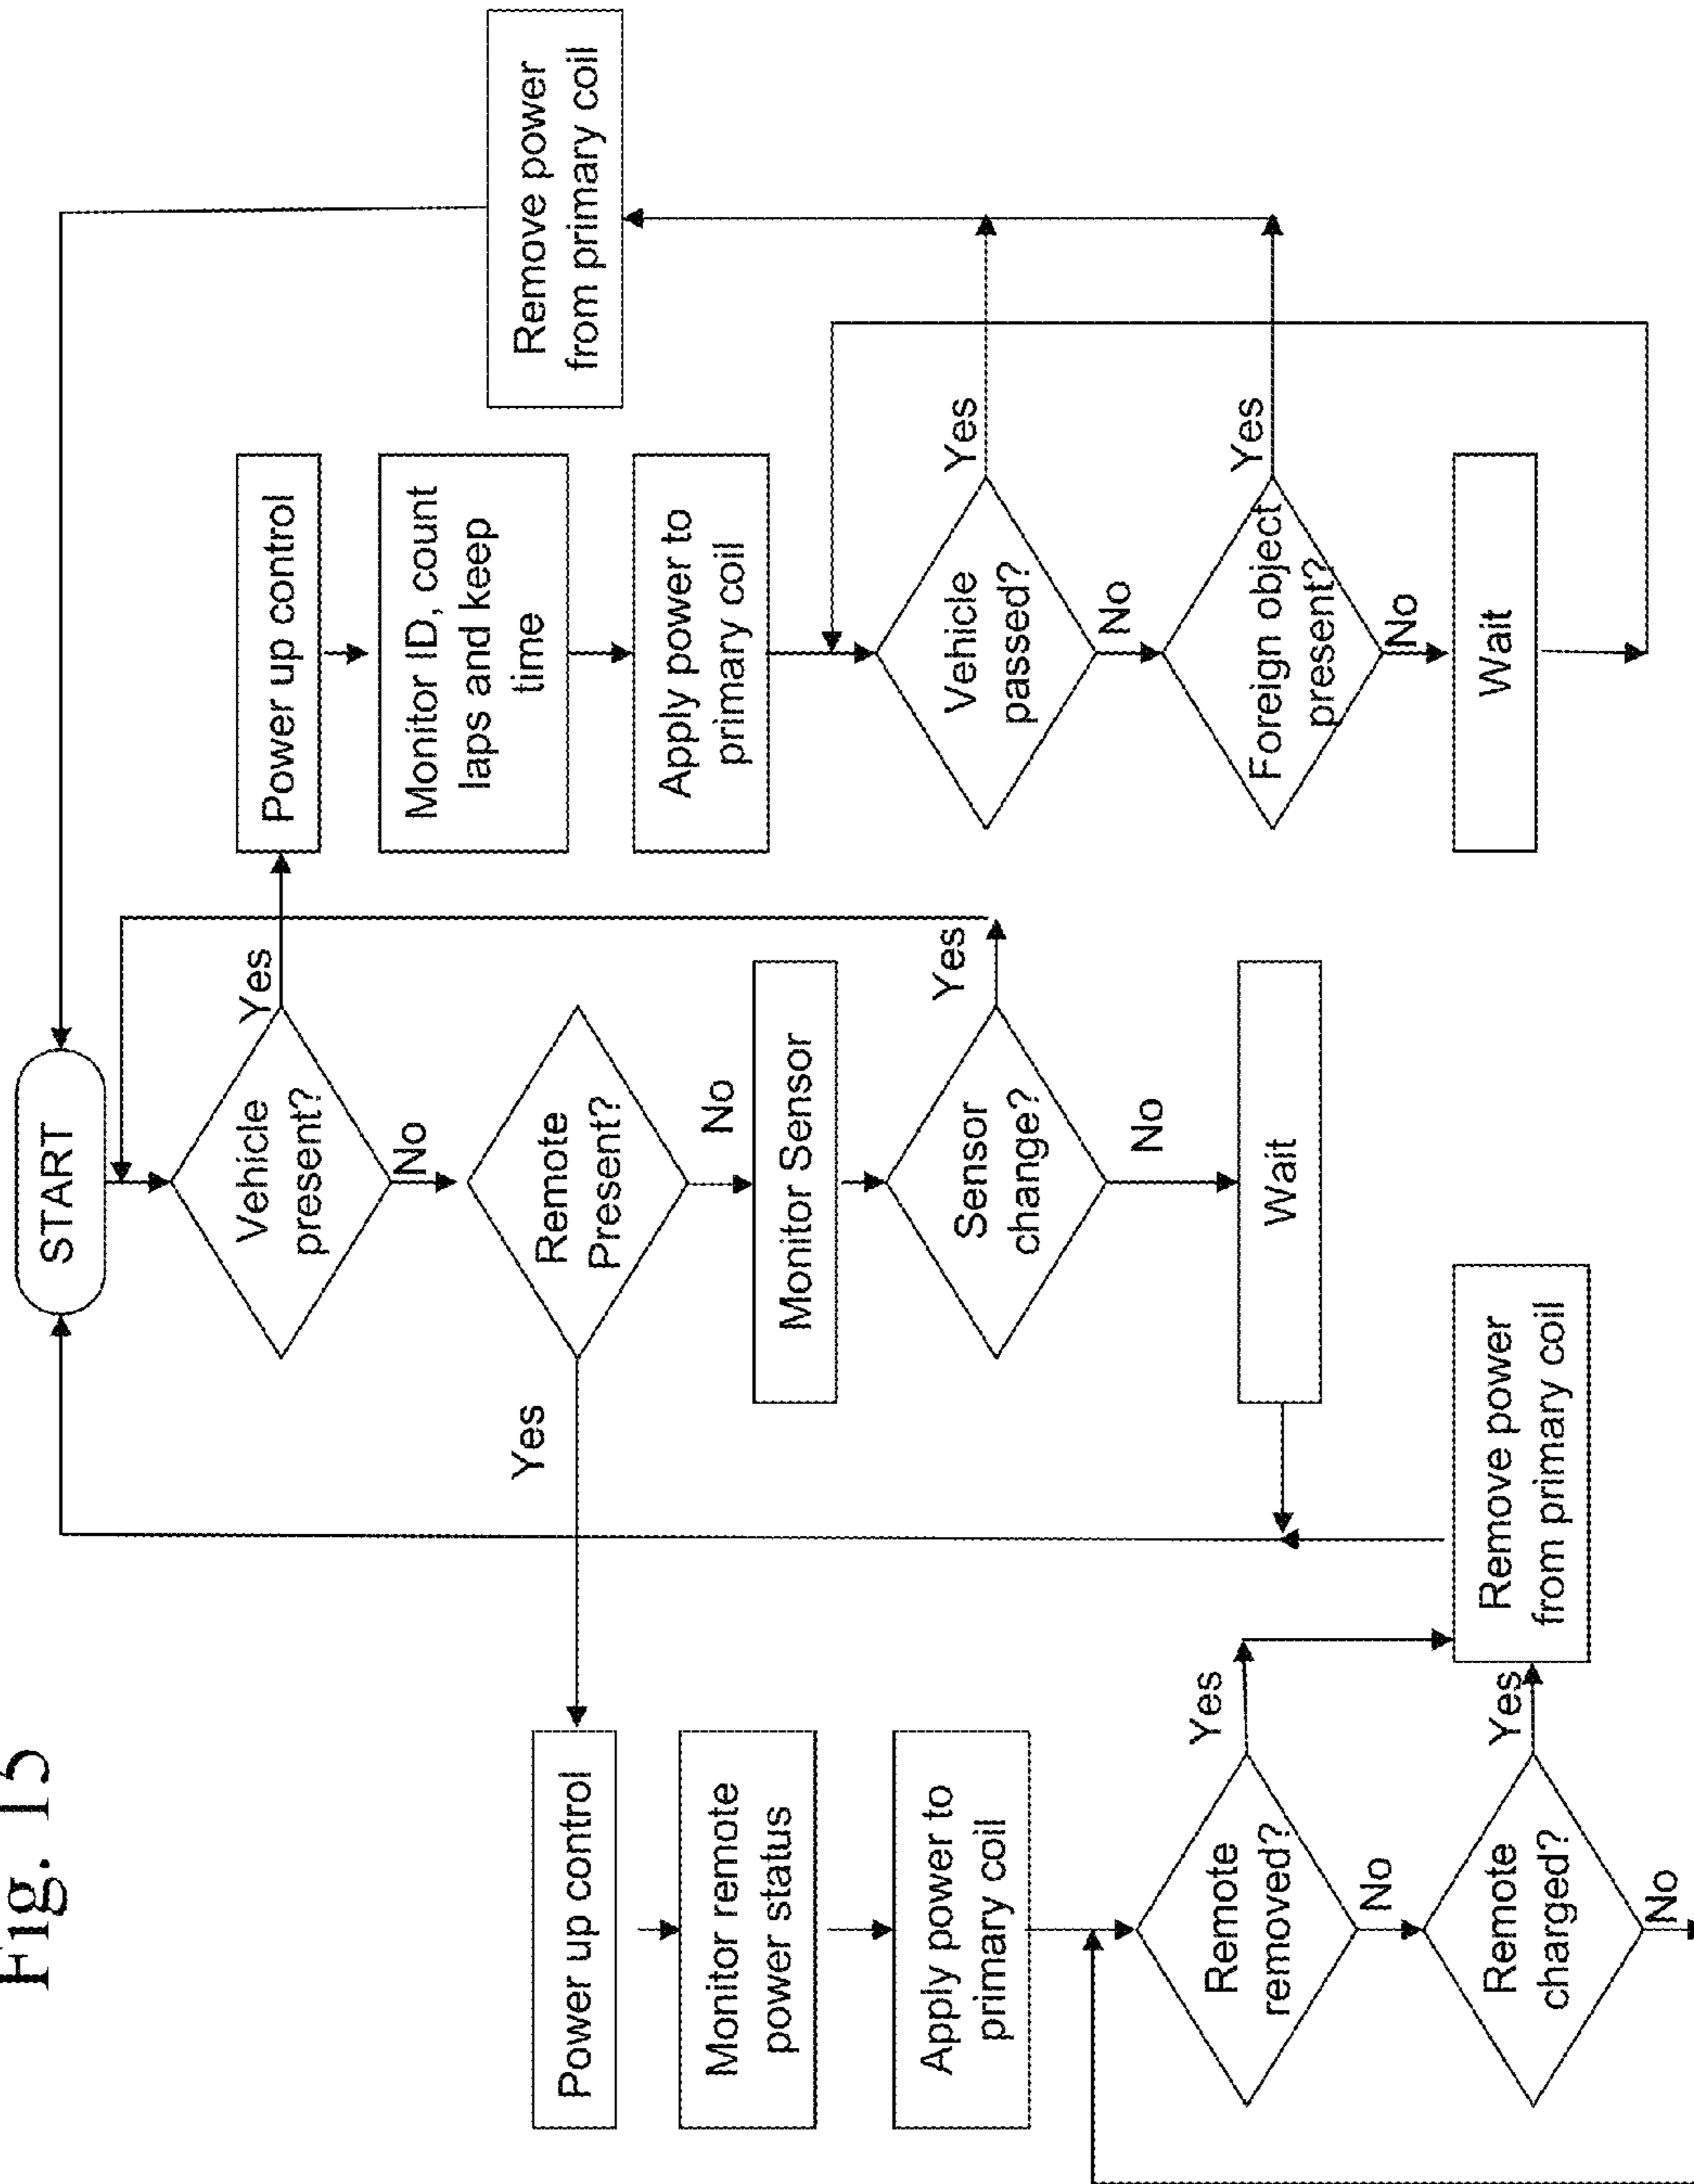 Fig. 15
START
Vehicle
present?
Yes
No
Remote
Present?
Yes
No
Monitor Sensor
Sensor
change?
Yes
No
Wait
Power up control
Monitor ID, count
laps and keep
time
Apply power to
primary coil
Vehicle
passed?
Yes
No
Foreign object
present?
Yes
No
Wait
Remove power
from primary coil
Power up control
Monitor remote
power status
Apply power to
primary coil
Remote
removed?
Yes
No
Remote
charged?
Yes
No
Remove power
from primary coil